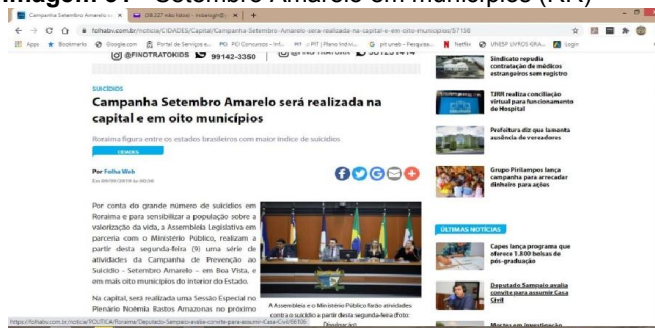 Imagem 01 - Setembro Amarelo em municípios (RR)
Campanha Setembro Amarelo
folhabv.com.br/noticia/CIDADES/Capital/Campanha-Setembro-Amarelo-sera-realizada-na-capital-e-em-oito-municipios/57138
Apps
Bookmarks
Google.com
Portal de Serviços e...
PCI Concursos
Netflix
UNESP LIVROS GRA...
Login
@FINOTRATOKIDS 99142-3350
SUICÍDIOS
Campanha Setembro Amarelo será realizada na
capital e em oito municípios
Roraima figura entre os estados brasileiros com maior índice de suicídios
CIDADES
Por Folha Web
Por conta do grande número de suicídios em
Roraima e para sensibilizar a população sobre a
valorização da vida, a Assembleia Legislativa em
parceria com o Ministério Público, realizam a
partir desta segunda-feira (9) uma série de
atividades da Campanha de Prevenção ao
Suicídio - Setembro Amarelo - em Boa Vista, e
em mais oito municípios do interior do Estado.
Na capital, será realizada uma Sessão Especial no
Plenário Noêmia Bastos Amazonas no próximo
A Assembleia e o Ministério Público farão atividades
contra o suicídio a partir desta segunda-feira (Foto:
Divulgação)
Sindicato repudia
contratação de médicos
estrangeiros sem registro
TJRR realiza conciliação
virtual para funcionamento
de Hospital
Prefeitura diz que lamenta
ausência de vereadores
Grupo Pirilampos lança
campanha para arrecadar
dinheiro para ações
ÚLTIMAS NOTÍCIAS
Capes lança programa que
oferece 1.800 bolsas de
pós-graduação
Deputado Sampaio avalia
convite para assumir Casa
Civil
https://folhabv.com.br/noticia/POLITICA/Roraima/Deputado-Sampaio-avalia-convite-para-assumir-Casa-Civil/66106